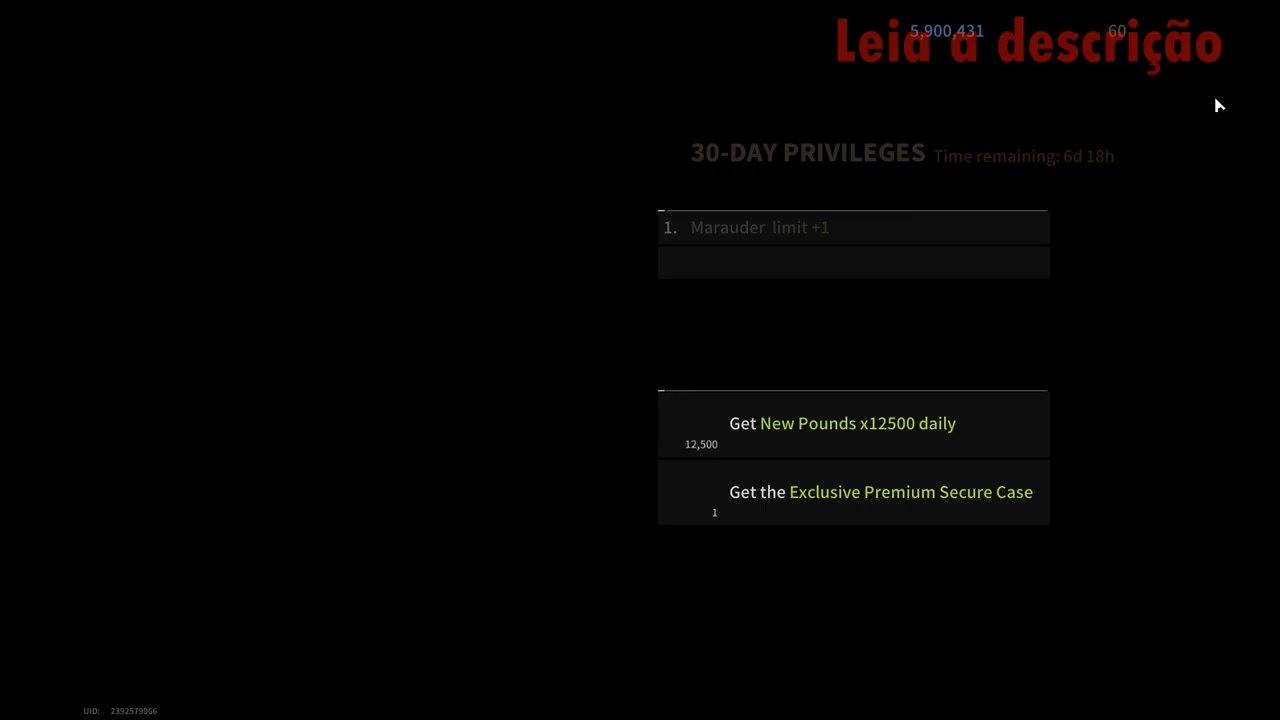 5,900,431 60
Leia a descrição
30-DAY PRIVILEGES Time remaining: 6d 18h
1. Marauder limit +1
Get New Pounds x12500 daily
12,500
Get the Exclusive Premium Secure Case
1
UID: 2392579966